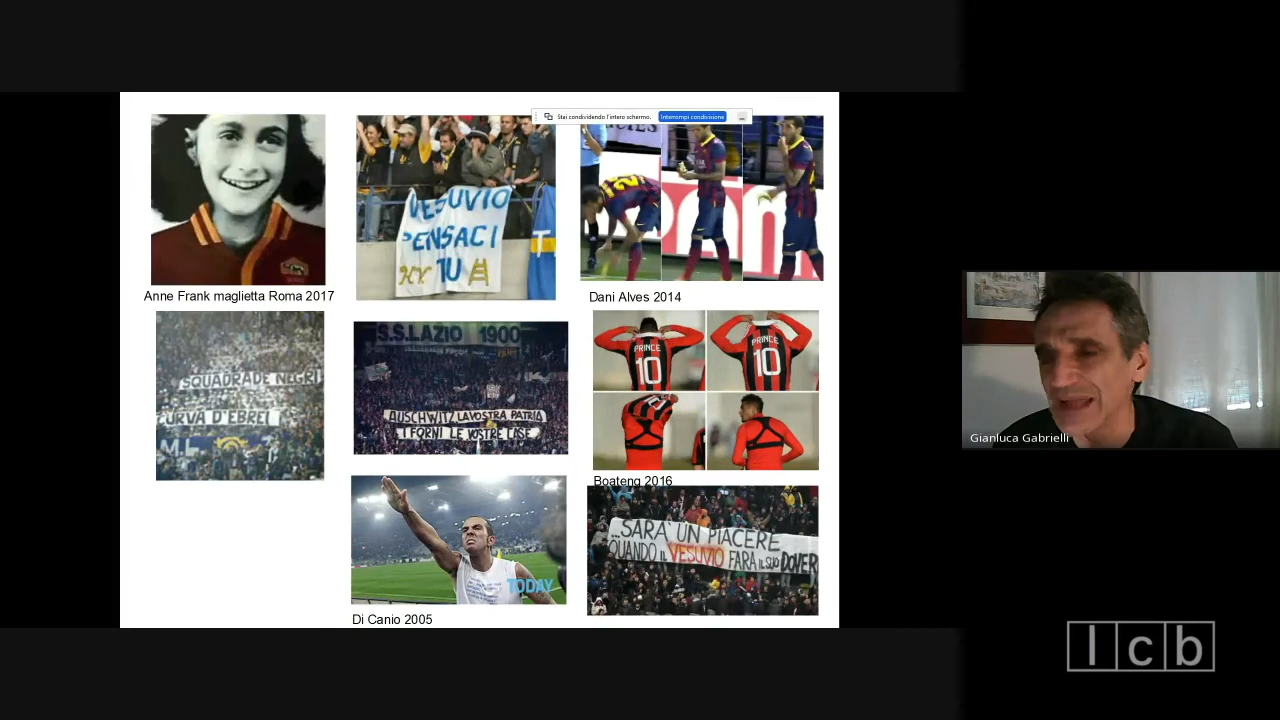 Stai condividendo l'intero schermo. Interrompi condivisione
Anne Frank maglietta Roma 2017
VESUVIO
PENSACI
TU
H.V.
T
Dani Alves 2014
SQUADRA DE NEGRI
CURVA D'EBREI
M.L.
S.S.LAZIO 1900
AUSCHWITZ LA VOSTRA PATRIA
I FORNI LE VOSTRE CASE
PRINCE
10
PRINCE
10
Boateng 2016
TODAY
Di Canio 2005
...SARA' UN PIACERE
QUANDO IL VESUVIO FARA IL SUO DOVER
Gianluca Gabrielli
lcb